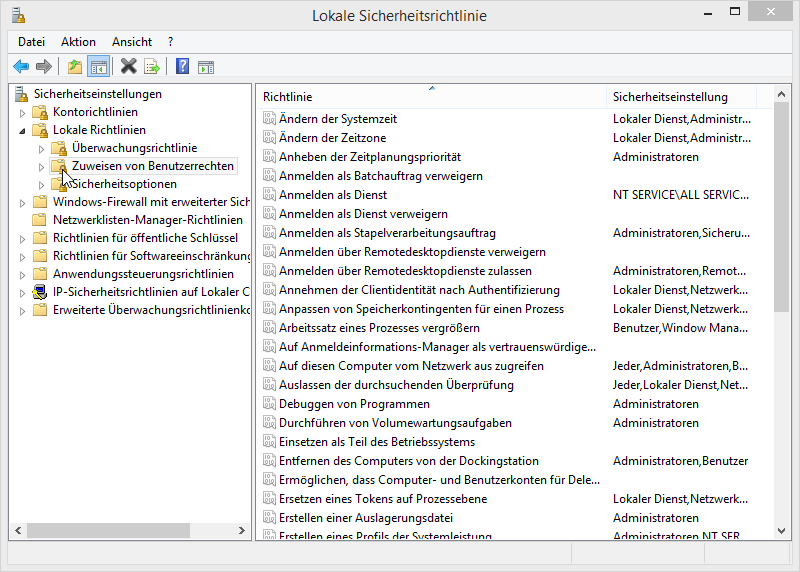 Lokale Sicherheitsrichtlinie
Datei Aktion Ansicht ?
Sicherheitseinstellungen
Kontorichtlinien
Lokale Richtlinien
Überwachungsrichtlinie
Zuweisen von Benutzerrechten
Sicherheitsoptionen
Windows-Firewall mit erweiterter Sich
Netzwerklisten-Manager-Richtlinien
Richtlinien für öffentliche Schlüssel
Richtlinien für Softwareeinschränkung
Anwendungssteuerungsrichtlinien
IP-Sicherheitsrichtlinien auf Lokaler C
Erweiterte Überwachungsrichtlinienko
Richtlinie Sicherheitseinstellung
Ändern der Systemzeit Lokaler Dienst,Administr...
Ändern der Zeitzone Lokaler Dienst,Administr...
Anheben der Zeitplanungspriorität Administratoren
Anmelden als Batchauftrag verweigern
Anmelden als Dienst NT SERVICE\ALL SERVIC...
Anmelden als Dienst verweigern
Anmelden als Stapelverarbeitungsauftrag Administratoren,Sicheru...
Anmelden über Remotedesktopdienste verweigern
Anmelden über Remotedesktopdienste zulassen Administratoren,Remot...
Annehmen der Clientidentität nach Authentifizierung Lokaler Dienst,Netzwerk...
Anpassen von Speicherkontingenten für einen Prozess Lokaler Dienst,Netzwerk...
Arbeitssatz eines Prozesses vergrößern Benutzer,Window Mana...
Auf Anmeldeinformations-Manager als vertrauenswürdige...
Auf diesen Computer vom Netzwerk aus zugreifen Jeder,Administratoren,B...
Auslassen der durchsuchenden Überprüfung Jeder,Lokaler Dienst,Net...
Debuggen von Programmen Administratoren
Durchführen von Volumewartungsaufgaben Administratoren
Einsetzen als Teil des Betriebssystems
Entfernen des Computers von der Dockingstation Administratoren,Benutzer
Ermöglichen, dass Computer- und Benutzerkonten für Dele...
Ersetzen eines Tokens auf Prozessebene Lokaler Dienst,Netzwerk...
Erstellen einer Auslagerungsdatei Administratoren
Erstellen eines Profils der Systemleistung Administratoren,NT SER...